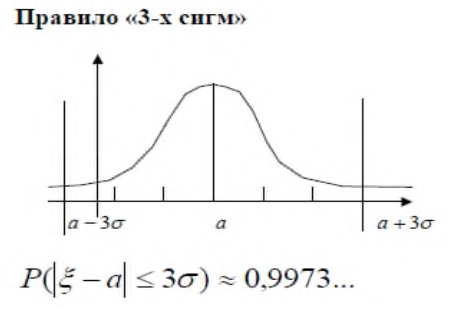 Правило «3-х сигм»
a − 3σ a a + 3σ
P(|ξ − a| ≤ 3σ) ≈ 0,9973...